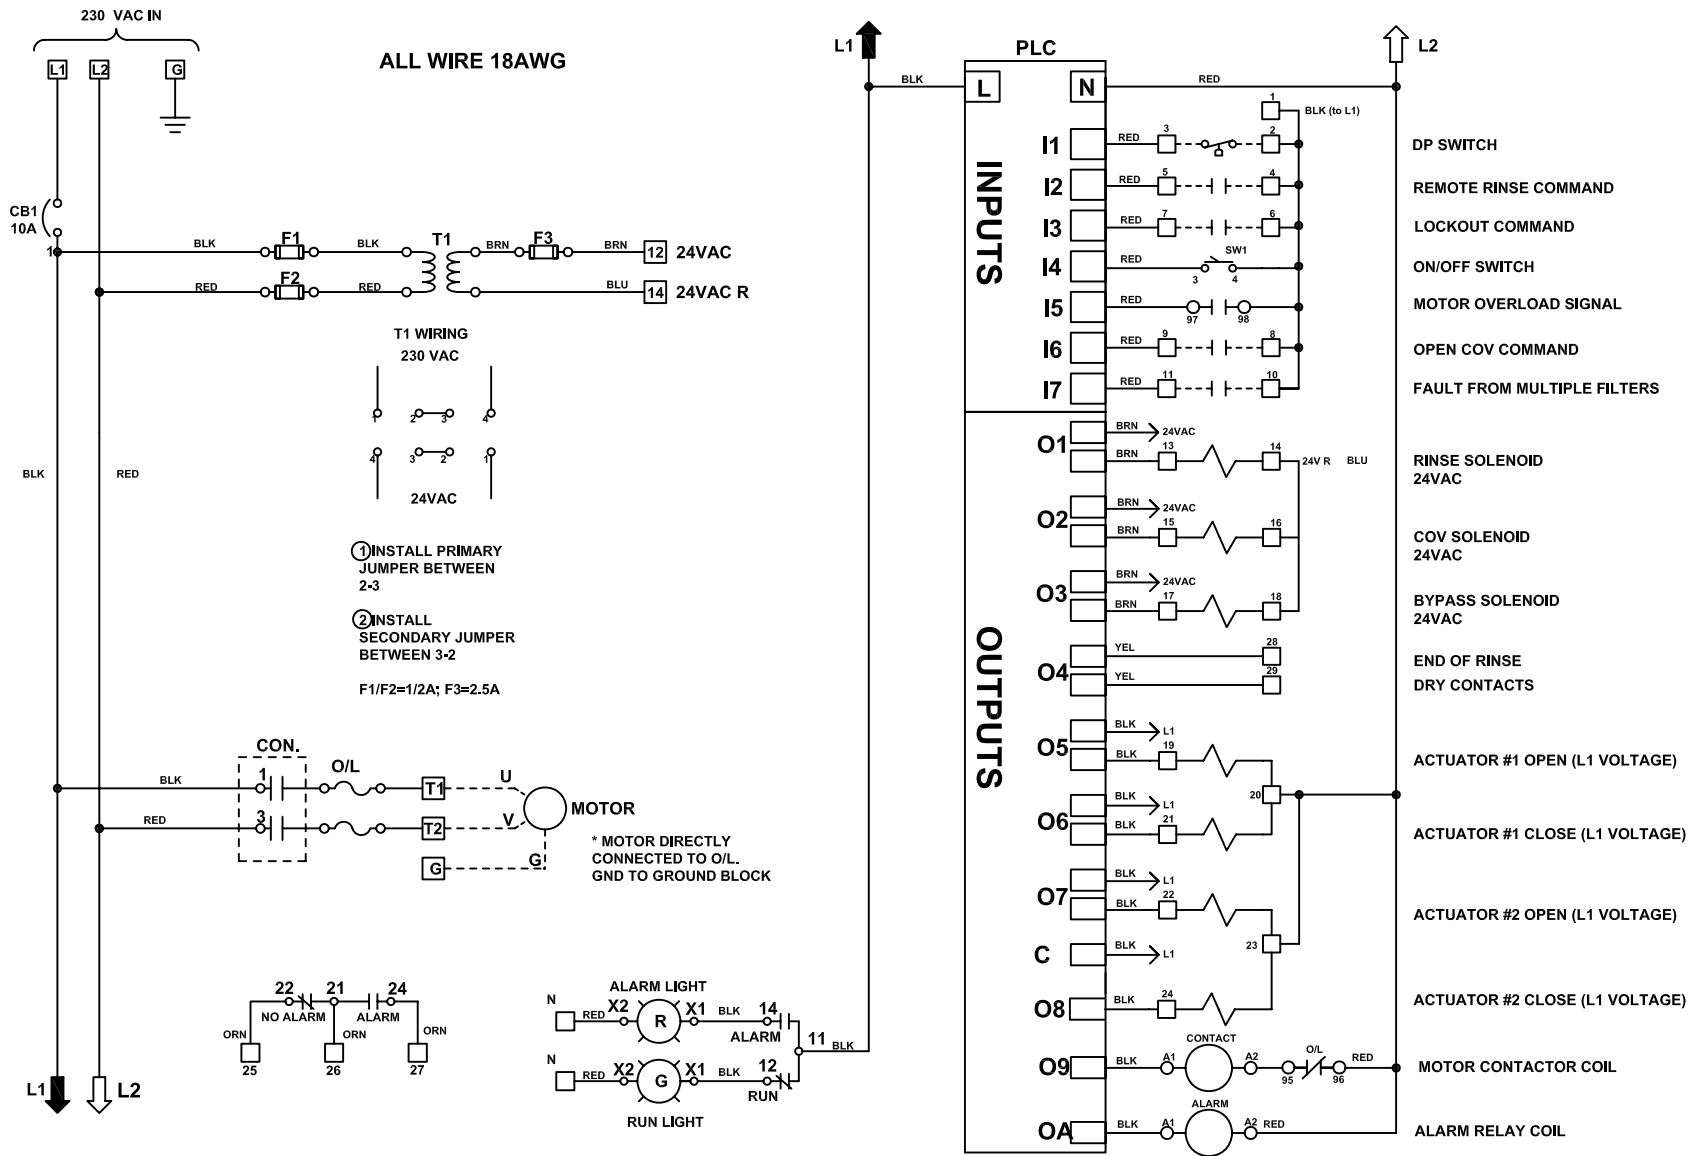 230 VAC IN
L1 L2 G
ALL WIRE 18AWG
CB1
10A
1
BLK F1 BLK T1 BRN F3 BRN 12 24VAC
RED F2 RED BLU 14 24VAC R
T1 WIRING
230 VAC
1 2 3 4
4 3 2 1
24VAC
BLK RED
1 INSTALL PRIMARY
JUMPER BETWEEN
2-3
2 INSTALL
SECONDARY JUMPER
BETWEEN 3-2
F1/F2=1/2A; F3=2.5A
CON. O/L
BLK 1 T1 U
MOTOR
RED 3 T2 V
G G
* MOTOR DIRECTLY
CONNECTED TO O/L.
GND TO GROUND BLOCK
22 21 24
NO ALARM ALARM
ORN ORN ORN
25 26 27
L1 L2
ALARM LIGHT
N RED X2 R X1 BLK 14
ALARM
11 BLK
N RED X2 G X1 BLK 12
RUN
RUN LIGHT
L1 PLC L2
BLK L N RED
1 BLK (to L1)
INPUTS
I1 RED 3 2 DP SWITCH
I2 RED 5 4 REMOTE RINSE COMMAND
I3 RED 7 6 LOCKOUT COMMAND
I4 RED SW1 3 4 ON/OFF SWITCH
I5 RED 97 98 MOTOR OVERLOAD SIGNAL
I6 RED 9 8 OPEN COV COMMAND
I7 RED 11 10 FAULT FROM MULTIPLE FILTERS
OUTPUTS
O1 BRN 24VAC
BRN 13 14 24V R BLU RINSE SOLENOID
24VAC
O2 BRN 24VAC
BRN 15 16 COV SOLENOID
24VAC
O3 BRN 24VAC
BRN 17 18 BYPASS SOLENOID
24VAC
O4 YEL 28 END OF RINSE
YEL 29 DRY CONTACTS
O5 BLK L1
BLK 19 ACTUATOR #1 OPEN (L1 VOLTAGE)
20
O6 BLK L1
BLK 21 ACTUATOR #1 CLOSE (L1 VOLTAGE)
O7 BLK L1
BLK 22 ACTUATOR #2 OPEN (L1 VOLTAGE)
23
C BLK L1
O8 BLK 24 ACTUATOR #2 CLOSE (L1 VOLTAGE)
CONTACT
O9 BLK A1 A2 95 O/L 96 RED MOTOR CONTACTOR COIL
ALARM
OA BLK A1 A2 RED ALARM RELAY COIL